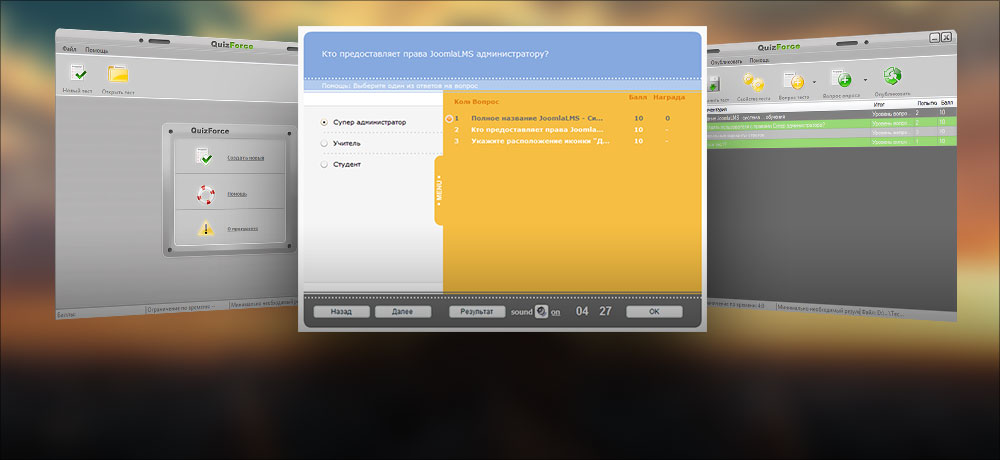 QuizForce
Файл Помощь
Новый тест Открыть тест
QuizForce
Создать новый
Помощь
О программе
Ограничение по времени: --
Кто предоставляет права JoomlaLMS администратору?
Помощь: Выберите один из ответов на вопрос
Супер администратор
Учитель
Студент
Кол# Вопрос Балл Награда
1 Полное название JoomlaLMS - Си... 10 0
2 Кто предоставляет права Joomla... 10 -
3 Укажите расположение иконки "Д... 10 -
• MENU •
Назад Далее Результат sound on 04 27 OK
QuizForce
Опубликовать Помощь
Свойства теста Вопрос теста Вопрос опроса Опубликовать
Итог Попытки Балл
Уровень вопро... 2 10
Уровень вопро... 2 10
Уровень вопро... 2 10
Уровень вопро... 1 10